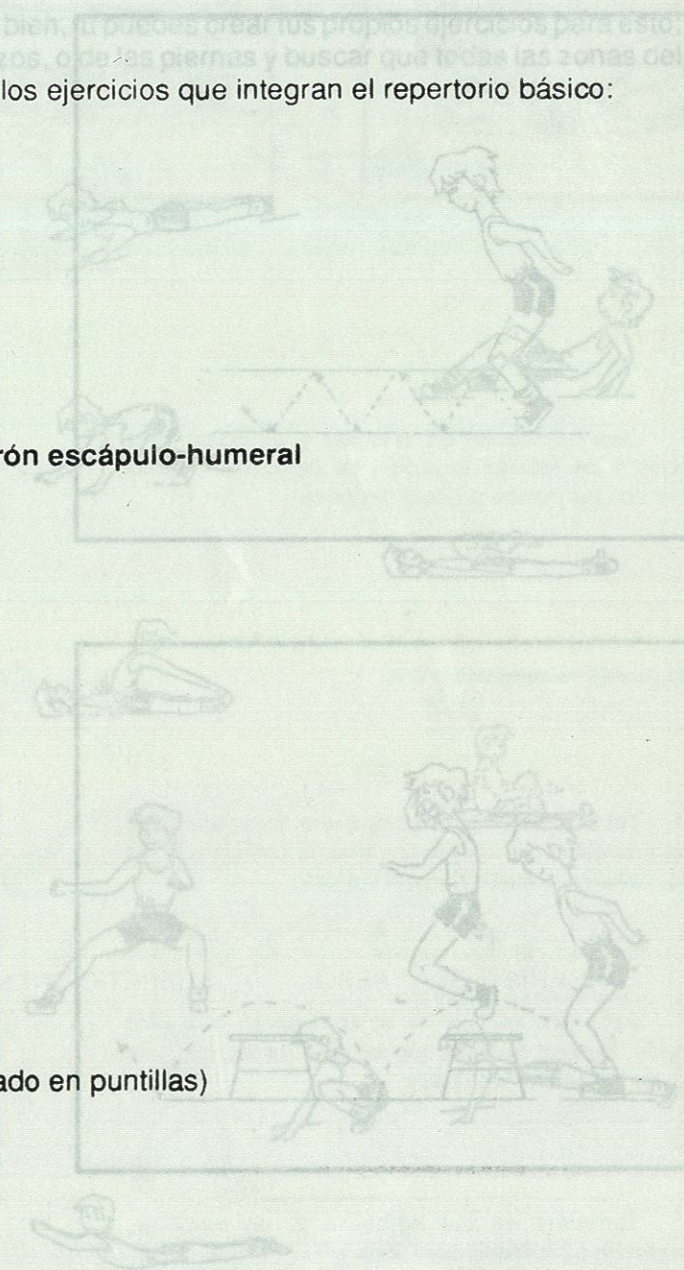 bien, tu puedes crear tus propios ejercicios para esto;
zos, o de las piernas y buscar que todas las zonas del
los ejercicios que integran el repertorio básico:
rón escápulo-humeral
ado en puntillas)